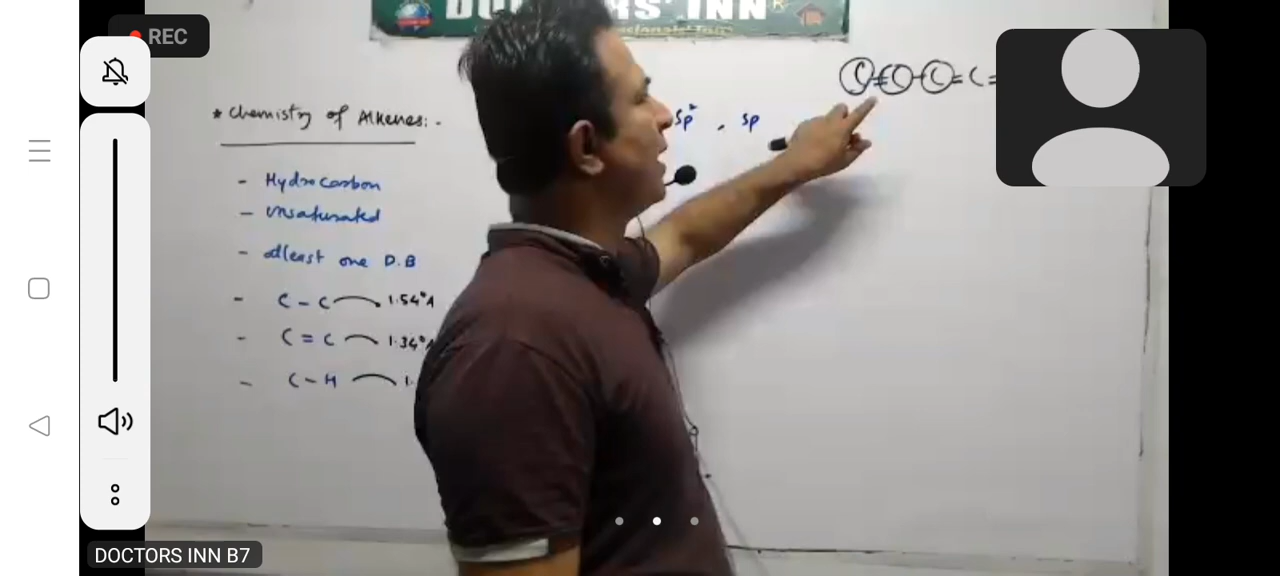 REC
DOCTORS' INN
C=C-C=C=
* Chemistry of Alkenes:-
sp², sp
- Hydrocarbon
- unsaturated
- atleast one D.B
- C-C 1.54°A
- C=C 1.34°A
- C-H 1.
DOCTORS INN B7